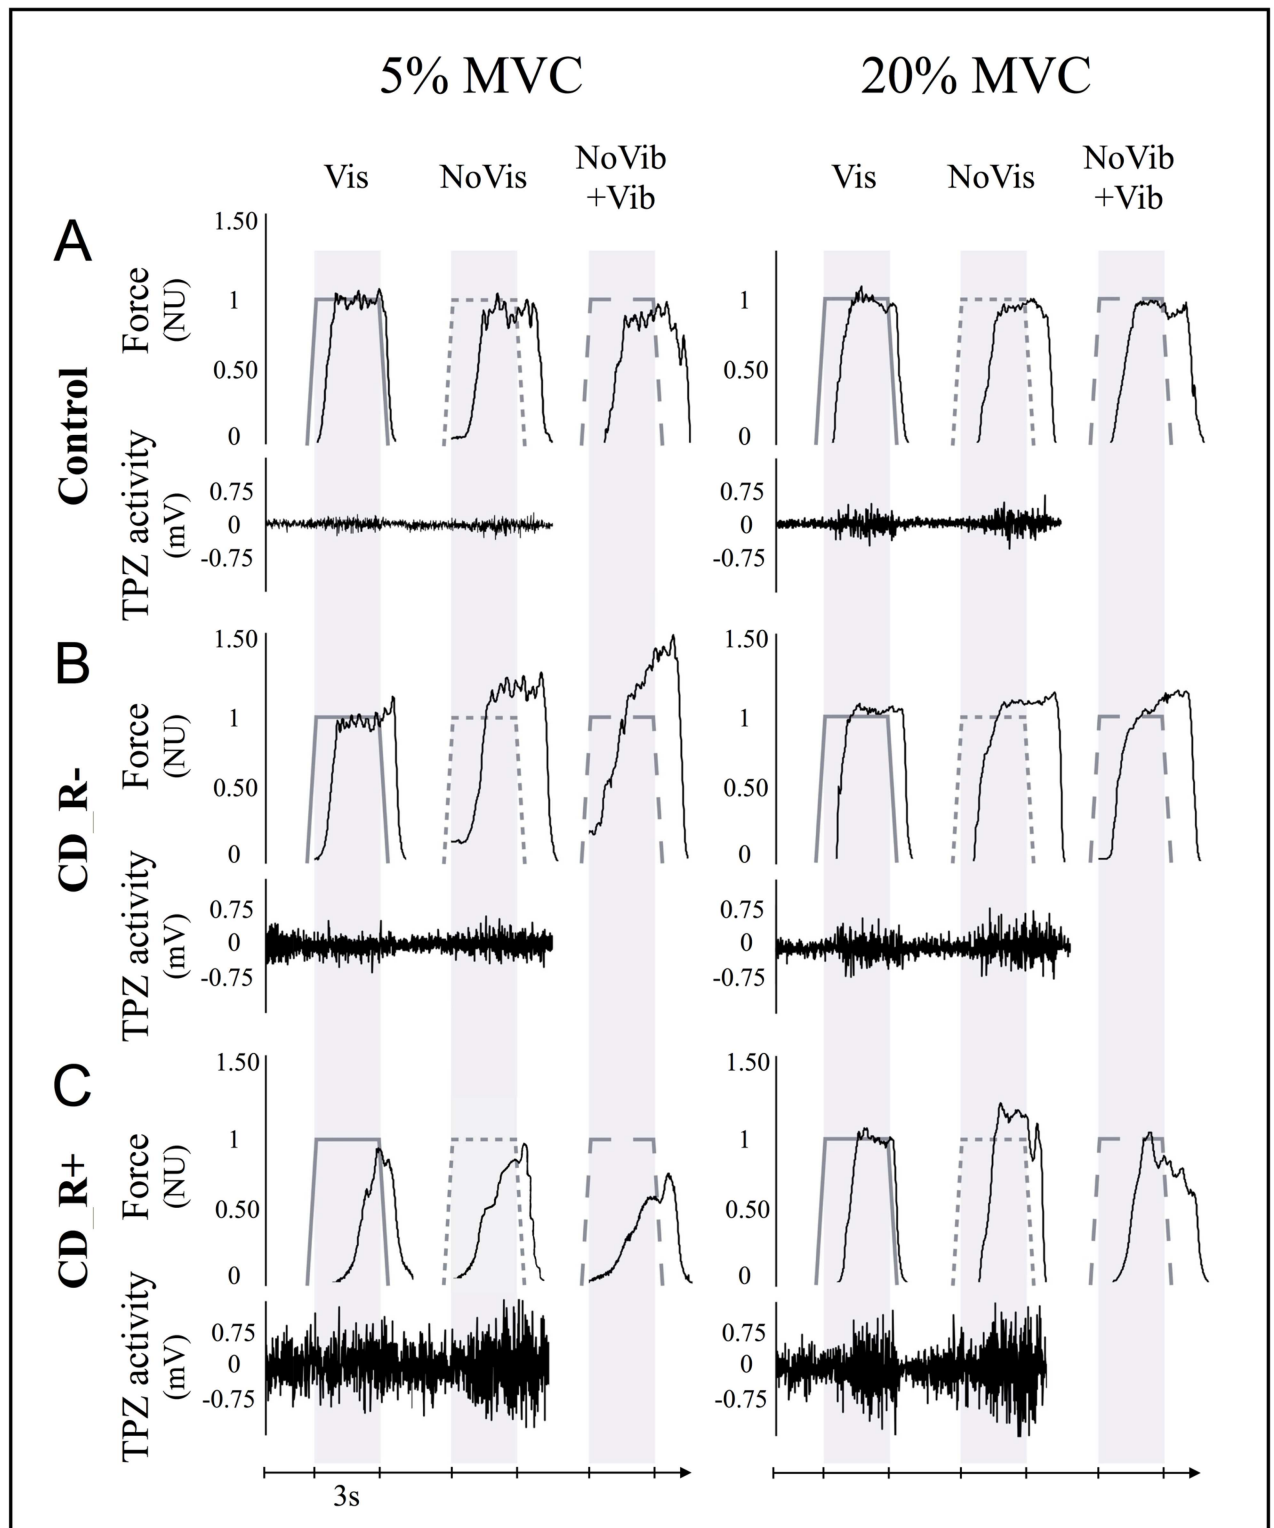 5% MVC
20% MVC
Vis
NoVis
NoVib
+Vib
Vis
NoVis
NoVib
+Vib
A
Control
Force
(NU)
1.50
1
0.50
0
1
0.50
0
TPZ activity
(mV)
0.75
0
-0.75
0.75
0
-0.75
B
CD_R-
Force
(NU)
1.50
1
0.50
0
1.50
1
0.50
0
TPZ activity
(mV)
0.75
0
-0.75
0.75
0
-0.75
C
CD_R+
Force
(NU)
1.50
1
0.50
0
1.50
1
0.50
0
TPZ activity
(mV)
0.75
0
-0.75
0.75
0
-0.75
3s